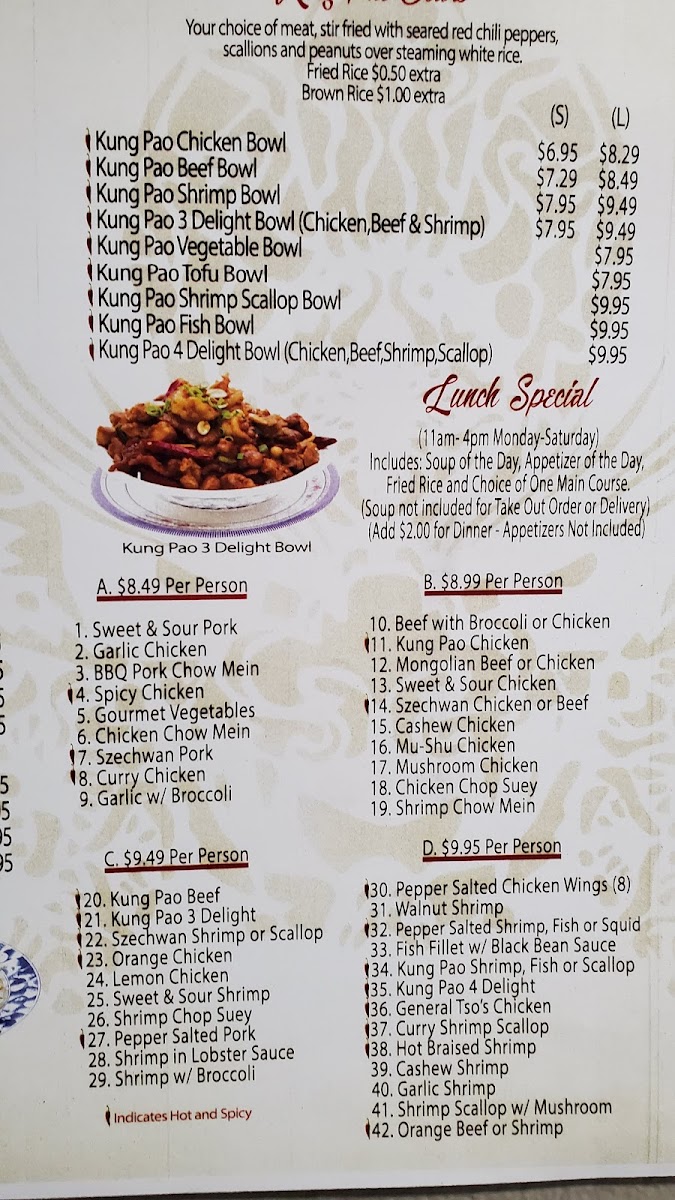 Your choice of meat, stir fried with seared red chili peppers,
scallions and peanuts over steaming white rice.
Fried Rice $0.50 extra
Brown Rice $1.00 extra
(S) (L)
Kung Pao Chicken Bowl $6.95 $8.29
Kung Pao Beef Bowl $7.29 $8.49
Kung Pao Shrimp Bowl $7.95 $9.49
Kung Pao 3 Delight Bowl (Chicken,Beef & Shrimp) $7.95 $9.49
Kung Pao Vegetable Bowl $7.95
Kung Pao Tofu Bowl $7.95
Kung Pao Shrimp Scallop Bowl $9.95
Kung Pao Fish Bowl $9.95
Kung Pao 4 Delight Bowl (Chicken,Beef,Shrimp,Scallop) $9.95
Kung Pao 3 Delight Bowl
Lunch Special
(11am- 4pm Monday-Saturday)
Includes: Soup of the Day, Appetizer of the Day,
Fried Rice and Choice of One Main Course.
(Soup not included for Take Out Order or Delivery)
(Add $2.00 for Dinner - Appetizers Not Included)
A. $8.49 Per Person
1. Sweet & Sour Pork
2. Garlic Chicken
3. BBQ Pork Chow Mein
4. Spicy Chicken
5. Gourmet Vegetables
6. Chicken Chow Mein
7. Szechwan Pork
8. Curry Chicken
9. Garlic w/ Broccoli
B. $8.99 Per Person
10. Beef with Broccoli or Chicken
11. Kung Pao Chicken
12. Mongolian Beef or Chicken
13. Sweet & Sour Chicken
14. Szechwan Chicken or Beef
15. Cashew Chicken
16. Mu-Shu Chicken
17. Mushroom Chicken
18. Chicken Chop Suey
19. Shrimp Chow Mein
C. $9.49 Per Person
20. Kung Pao Beef
21. Kung Pao 3 Delight
22. Szechwan Shrimp or Scallop
23. Orange Chicken
24. Lemon Chicken
25. Sweet & Sour Shrimp
26. Shrimp Chop Suey
27. Pepper Salted Pork
28. Shrimp in Lobster Sauce
29. Shrimp w/ Broccoli
Indicates Hot and Spicy
D. $9.95 Per Person
30. Pepper Salted Chicken Wings (8)
31. Walnut Shrimp
32. Pepper Salted Shrimp, Fish or Squid
33. Fish Fillet w/ Black Bean Sauce
34. Kung Pao Shrimp, Fish or Scallop
35. Kung Pao 4 Delight
36. General Tso's Chicken
37. Curry Shrimp Scallop
38. Hot Braised Shrimp
39. Cashew Shrimp
40. Garlic Shrimp
41. Shrimp Scallop w/ Mushroom
42. Orange Beef or Shrimp